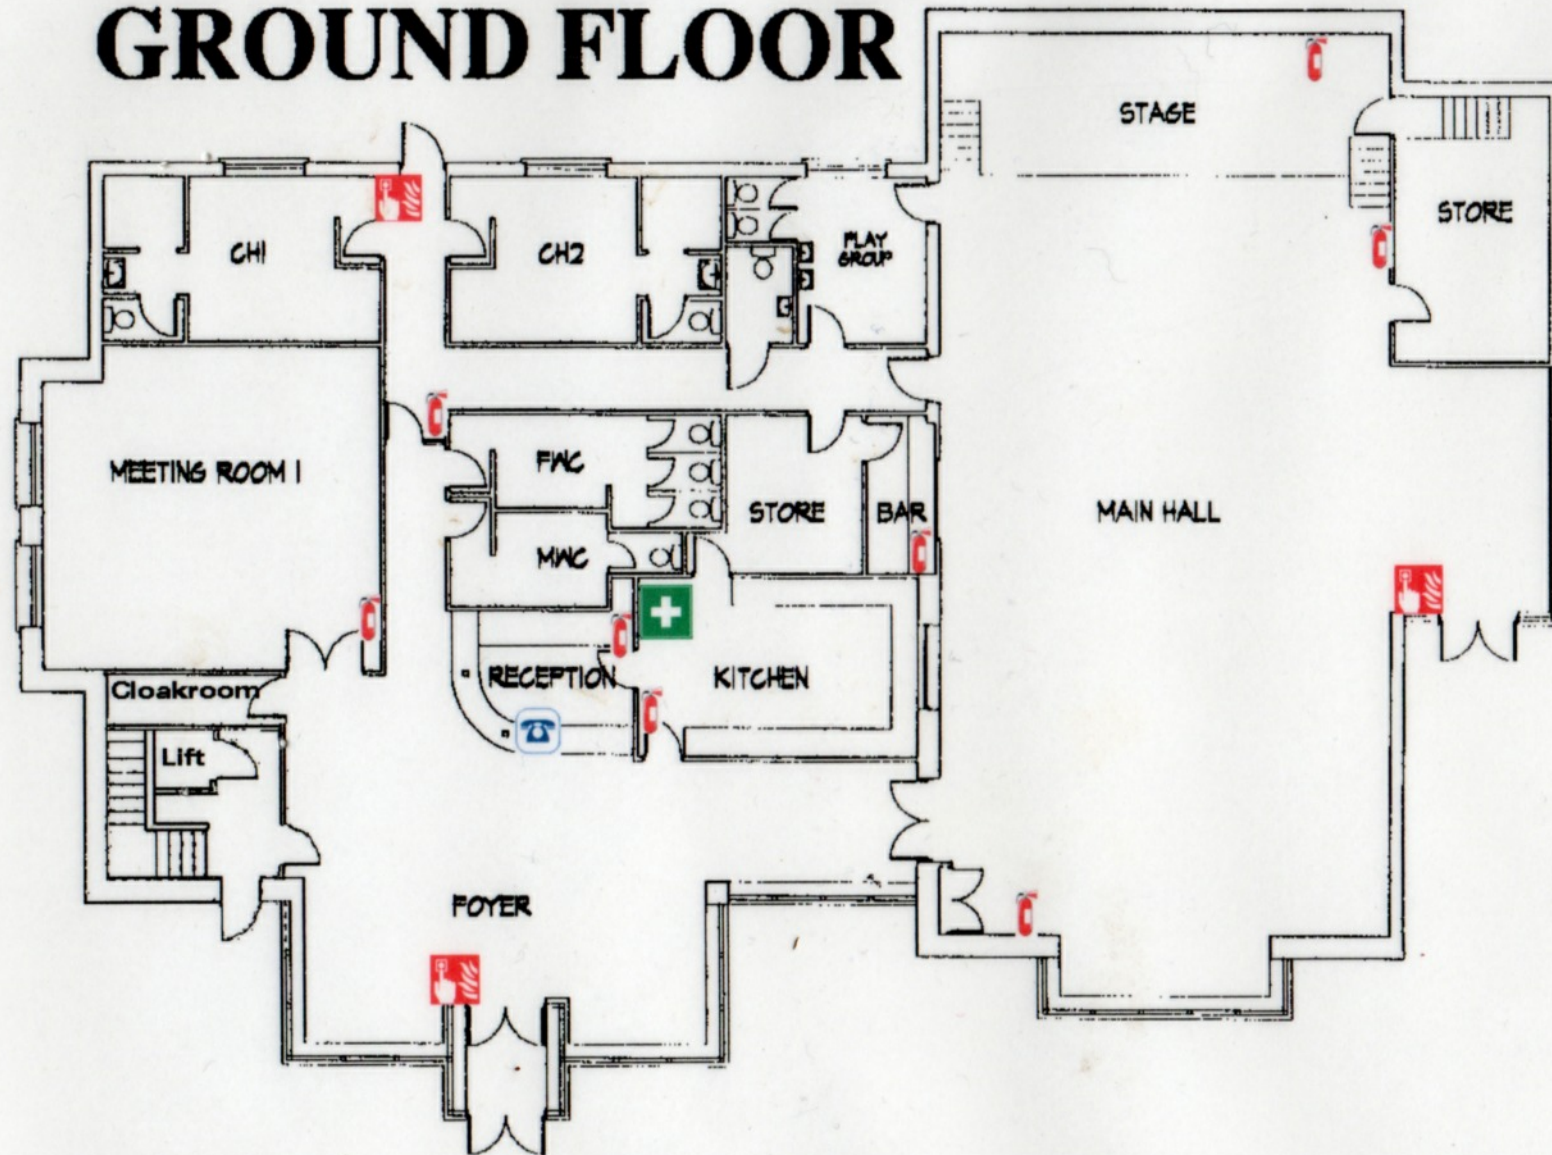 GROUND FLOOR
STAGE
STORE
CH1
CH2
PLAY
GROUP
MEETING ROOM 1
FWC
STORE
BAR
MAIN HALL
MWC
RECEPTION
KITCHEN
Cloakroom
Lift
FOYER